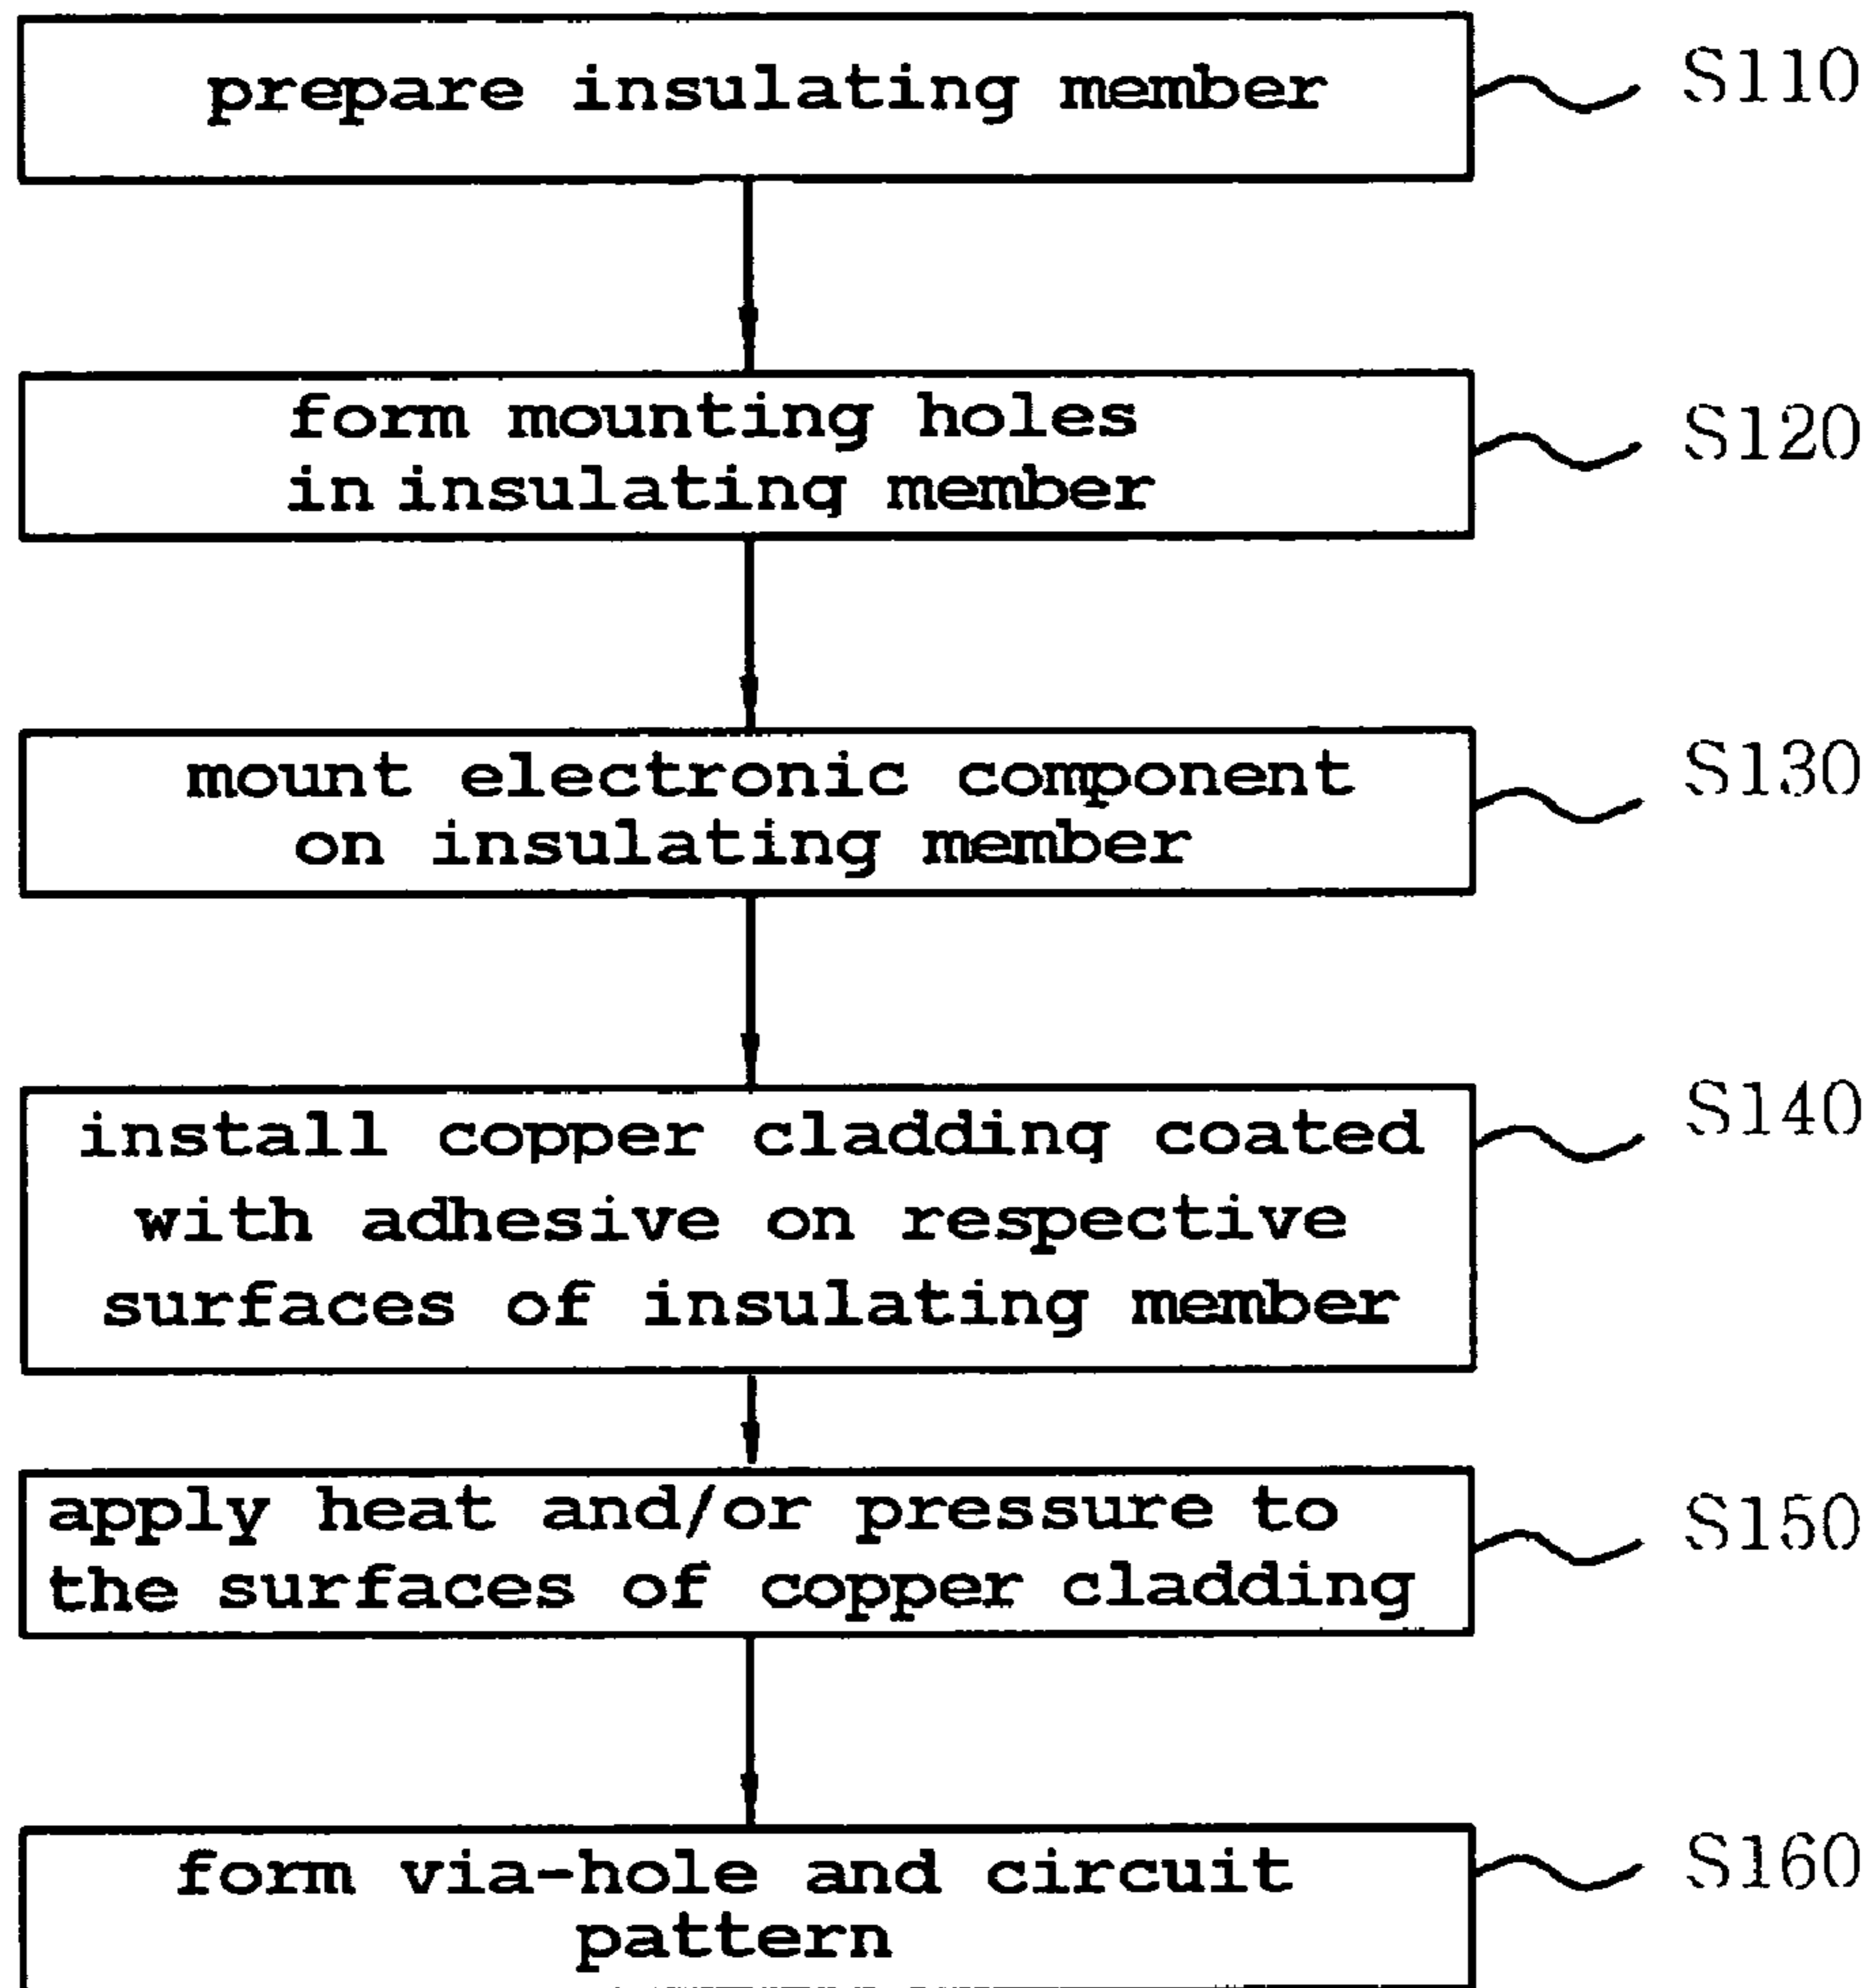 prepare insulating member
S110
form mounting holes
in insulating member
S120
mount electronic component
on insulating member
S130
install copper cladding coated
with adhesive on respective
surfaces of insulating member
S140
apply heat and/or pressure to
the surfaces of copper cladding
S150
form via-hole and circuit
pattern
S160